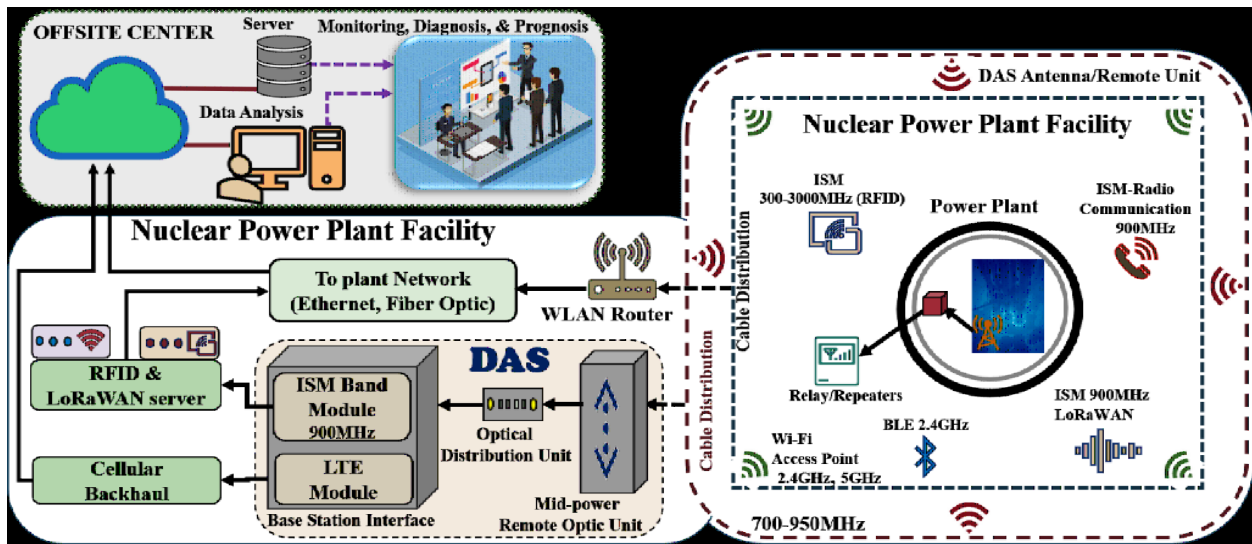 OFFSITE CENTER
Server
Monitoring, Diagnosis, & Prognosis
Data Analysis
Nuclear Power Plant Facility
To plant Network
(Ethernet, Fiber Optic)
WLAN Router
RFID &
LoRaWAN server
Cellular
Backhaul
DAS
ISM Band
Module
900MHz
LTE
Module
Base Station Interface
Optical
Distribution Unit
Mid-power
Remote Optic Unit
Cable Distribution
Cable Distribution
DAS Antenna/Remote Unit
Nuclear Power Plant Facility
ISM
300-3000MHz (RFID)
Power Plant
ISM-Radio
Communication
900MHz
Relay/Repeaters
BLE 2.4GHz
ISM 900MHz
LoRaWAN
Wi-Fi
Access Point
2.4GHz, 5GHz
700-950MHz